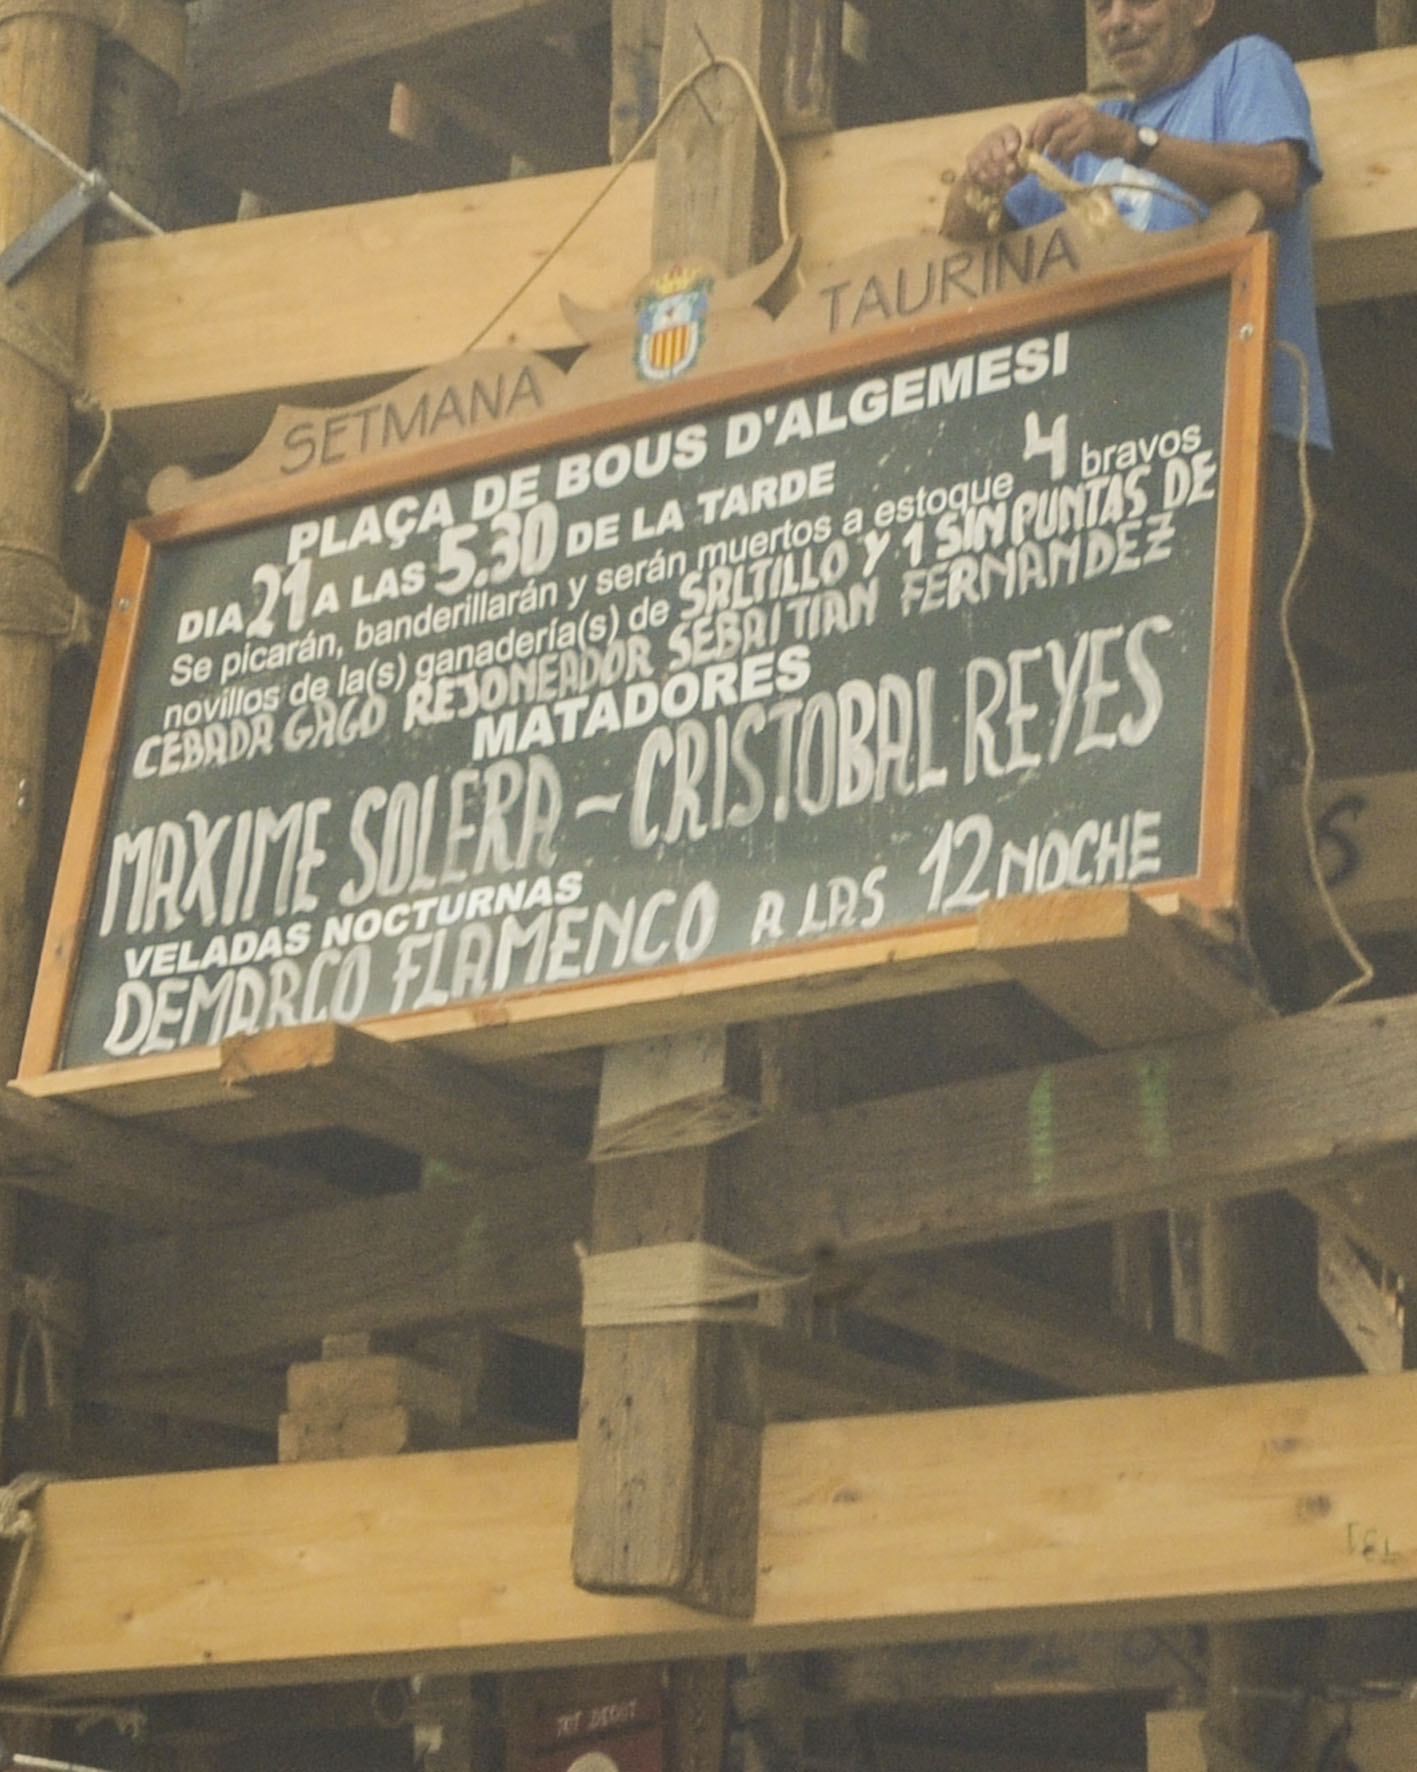 SETMANA TAURINA
PLAÇA DE BOUS D'ALGEMESI
DIA 21 A LAS 5.30 DE LA TARDE
Se picarán, banderillarán y serán muertos a estoque 4 bravos
novillos de la(s) ganadería(s) de SALTILLO Y 1 SIN PUNTAS DE
CEBADA GAGO REJONEADOR SEBAITIAN FERNANDEZ
MATADORES
MAXIME SOLERA - CRISTOBAL REYES
VELADAS NOCTURNAS
DEMARCO FLAMENCO A LAS 12 NOCHE